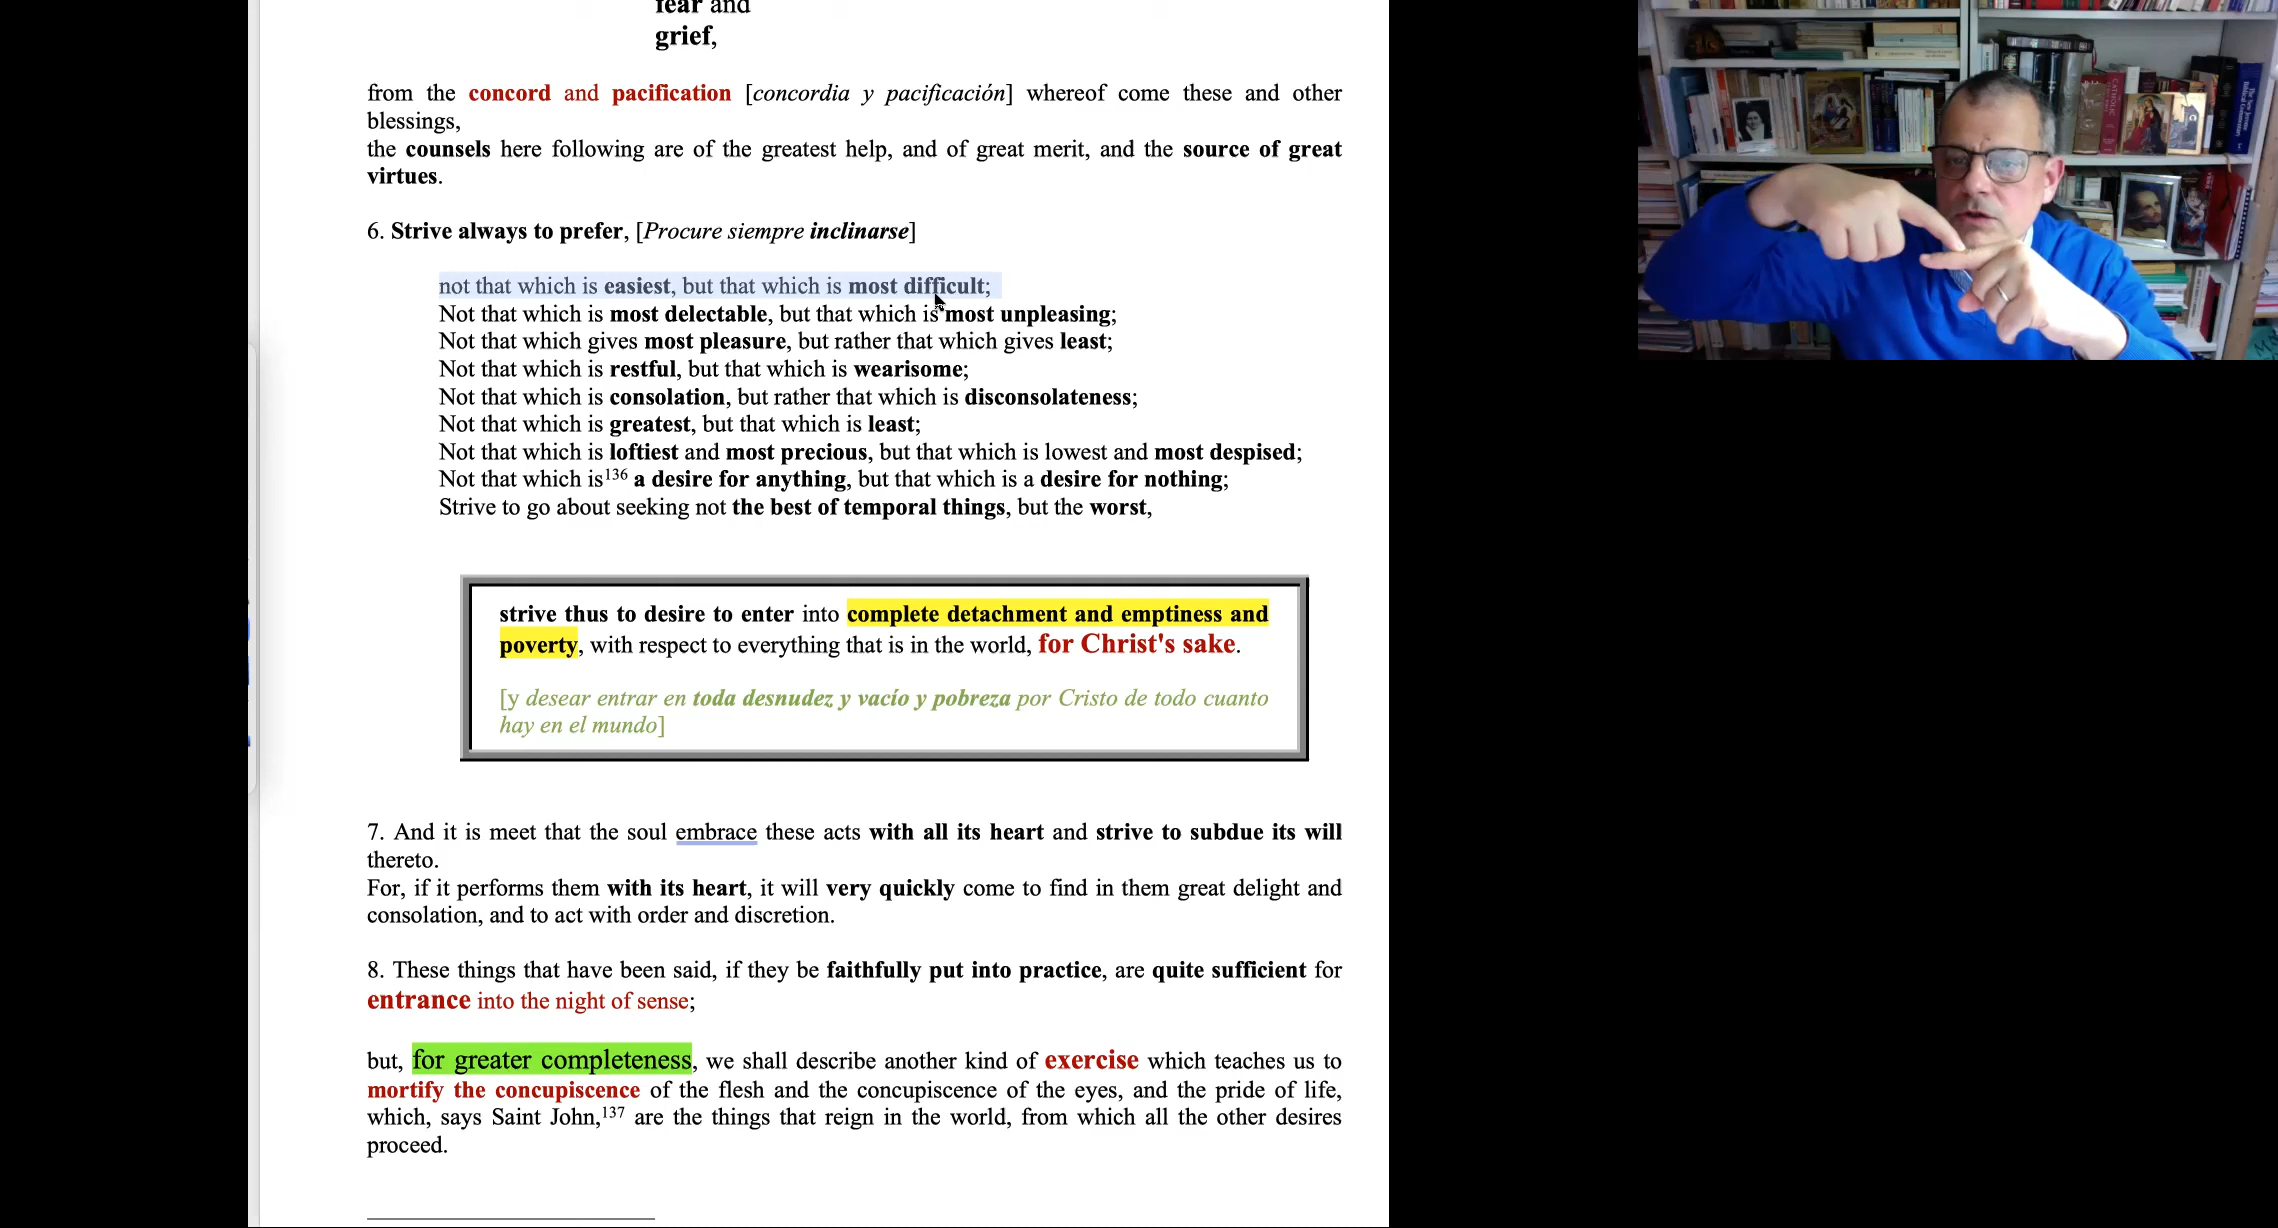 fear and
grief,
from the concord and pacification [concordia y pacificación] whereof come these and other
blessings,
the counsels here following are of the greatest help, and of great merit, and the source of great
virtues.
6. Strive always to prefer, [Procure siempre inclinarse]
not that which is easiest, but that which is most difficult;
Not that which is most delectable, but that which is most unpleasing;
Not that which gives most pleasure, but rather that which gives least;
Not that which is restful, but that which is wearisome;
Not that which is consolation, but rather that which is disconsolateness;
Not that which is greatest, but that which is least;
Not that which is loftiest and most precious, but that which is lowest and most despised;
Not that which is136 a desire for anything, but that which is a desire for nothing;
Strive to go about seeking not the best of temporal things, but the worst,
strive thus to desire to enter into complete detachment and emptiness and
poverty, with respect to everything that is in the world, for Christ's sake.
[y desear entrar en toda desnudez y vacío y pobreza por Cristo de todo cuanto
hay en el mundo]
7. And it is meet that the soul embrace these acts with all its heart and strive to subdue its will
thereto.
For, if it performs them with its heart, it will very quickly come to find in them great delight and
consolation, and to act with order and discretion.
8. These things that have been said, if they be faithfully put into practice, are quite sufficient for
entrance into the night of sense;
but, for greater completeness, we shall describe another kind of exercise which teaches us to
mortify the concupiscence of the flesh and the concupiscence of the eyes, and the pride of life,
which, says Saint John,137 are the things that reign in the world, from which all the other desires
proceed.